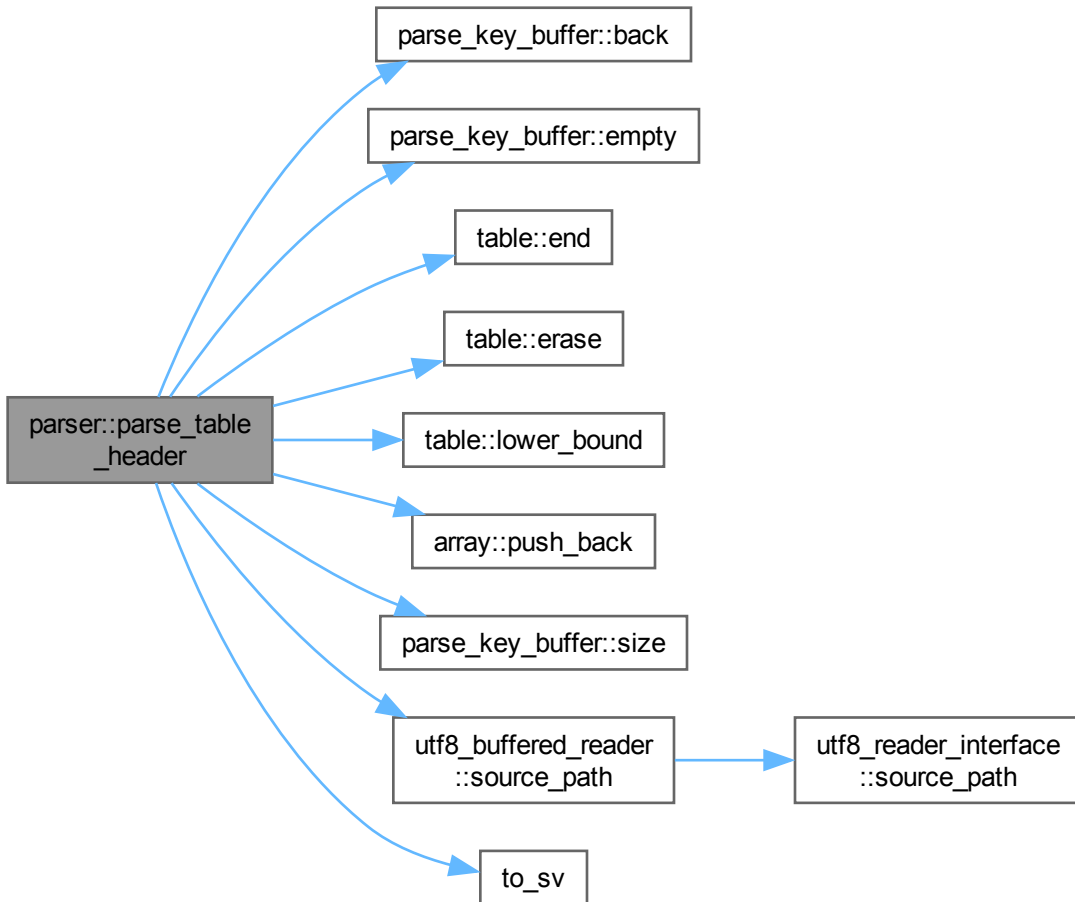 parse_key_buffer::back
parse_key_buffer::empty
table::end
table::erase
parser::parse_table
_header
table::lower_bound
array::push_back
parse_key_buffer::size
utf8_buffered_reader
::source_path
utf8_reader_interface
::source_path
to_sv